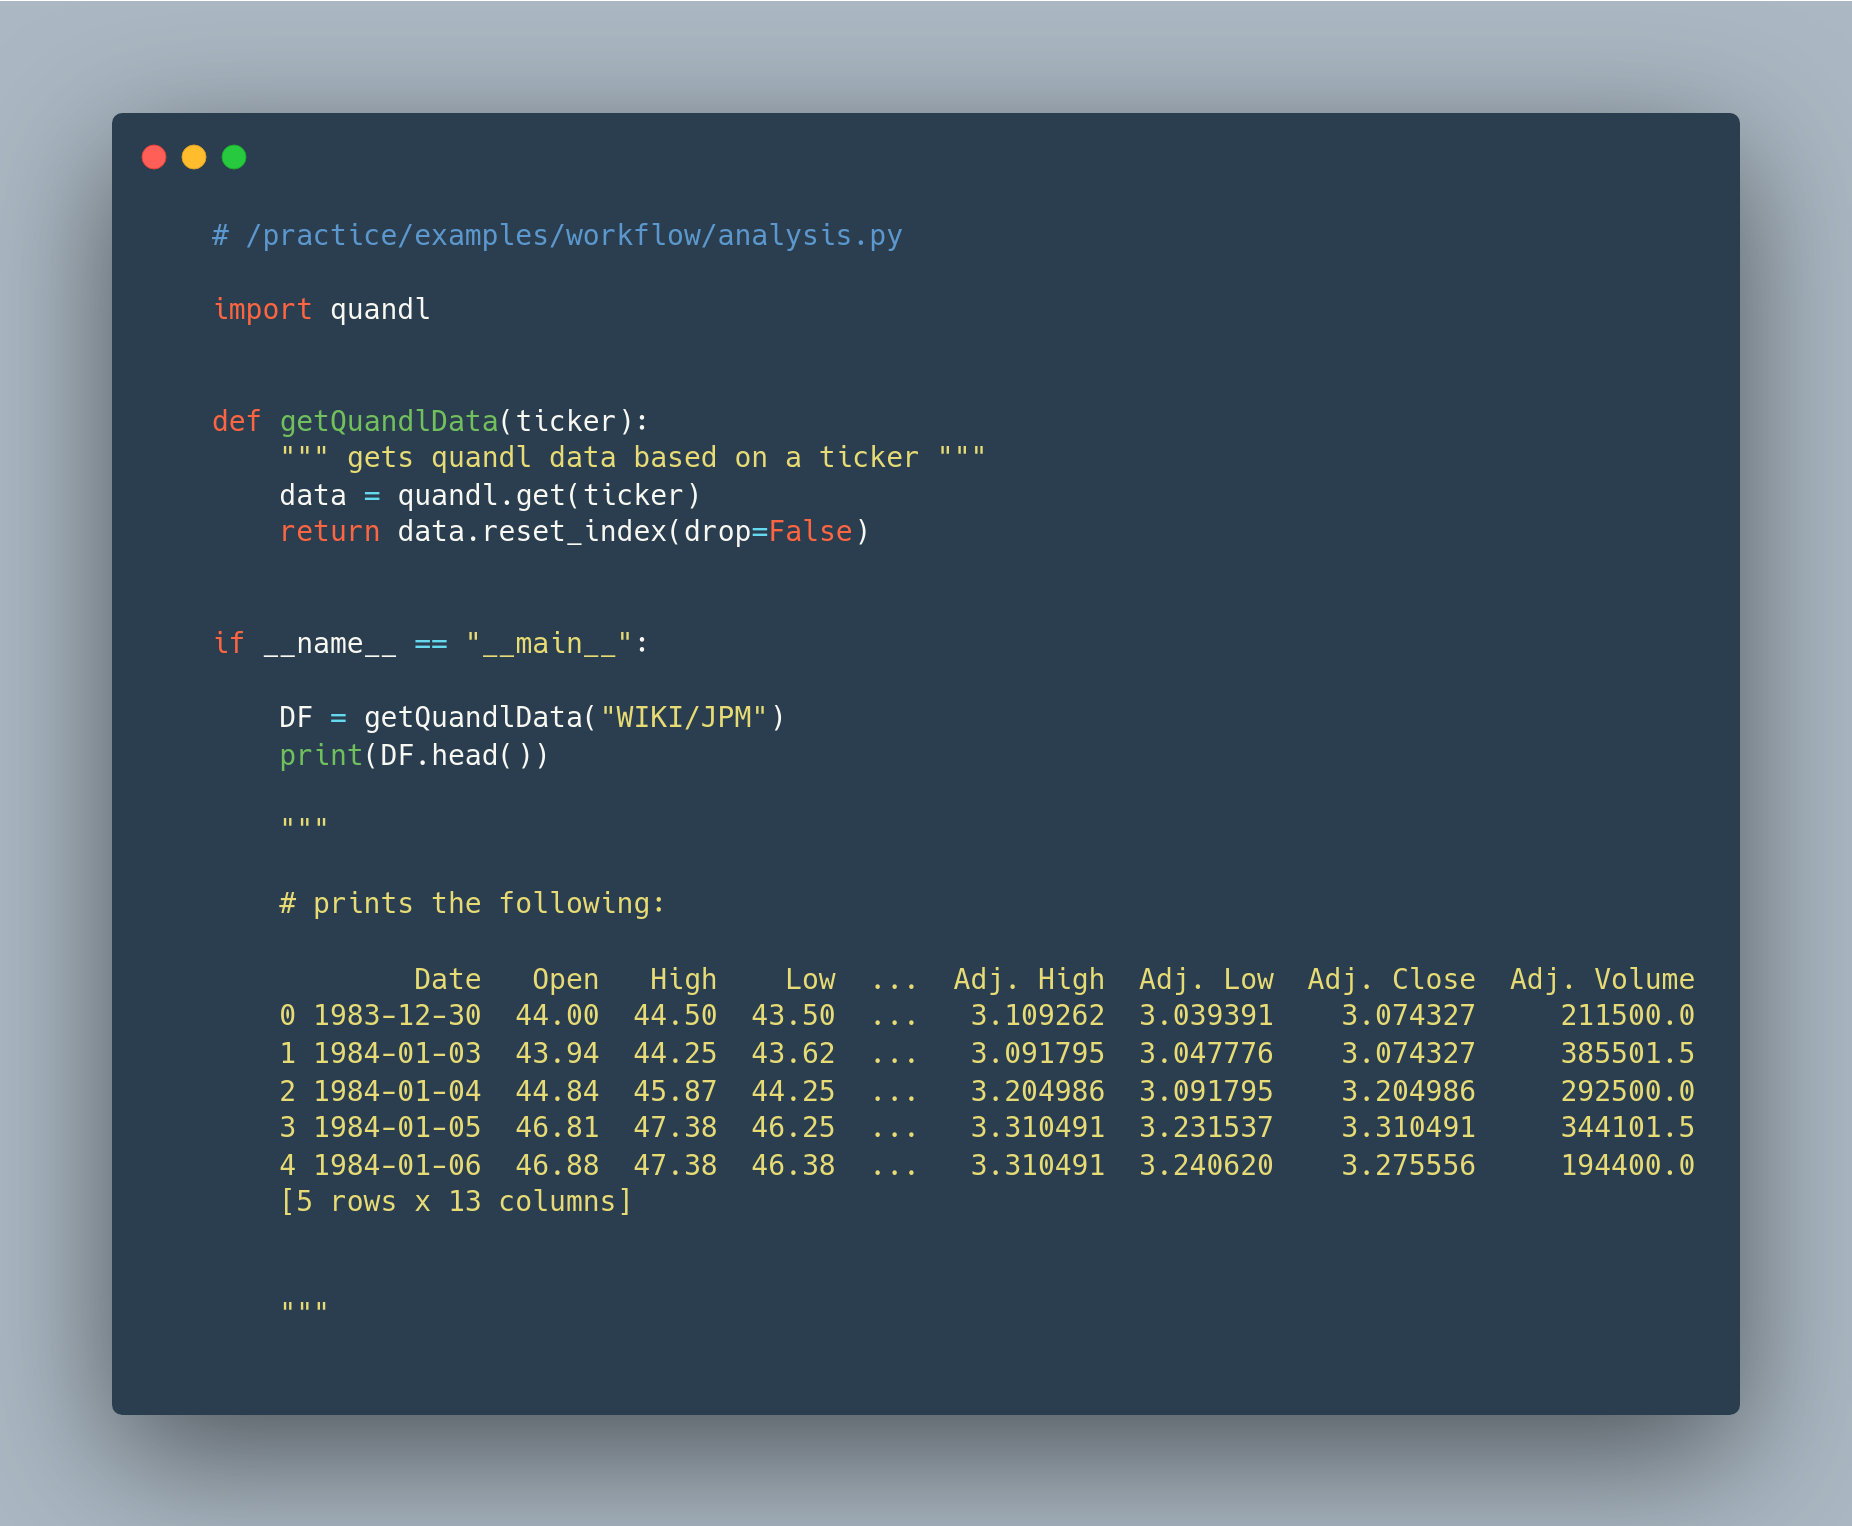 # /practice/examples/workflow/analysis.py
import quandl
def getQuandlData(ticker):
    """ gets quandl data based on a ticker """
    data = quandl.get(ticker)
    return data.reset_index(drop=False)
if __name__ == "__main__":
    DF = getQuandlData("WIKI/JPM")
    print(DF.head())
    """
    # prints the following:
            Date   Open   High    Low  ...  Adj. High  Adj. Low  Adj. Close  Adj. Volume
    0 1983-12-30  44.00  44.50  43.50  ...   3.109262  3.039391    3.074327     211500.0
    1 1984-01-03  43.94  44.25  43.62  ...   3.091795  3.047776    3.074327     385501.5
    2 1984-01-04  44.84  45.87  44.25  ...   3.204986  3.091795    3.204986     292500.0
    3 1984-01-05  46.81  47.38  46.25  ...   3.310491  3.231537    3.310491     344101.5
    4 1984-01-06  46.88  47.38  46.38  ...   3.310491  3.240620    3.275556     194400.0
    [5 rows x 13 columns]
    """